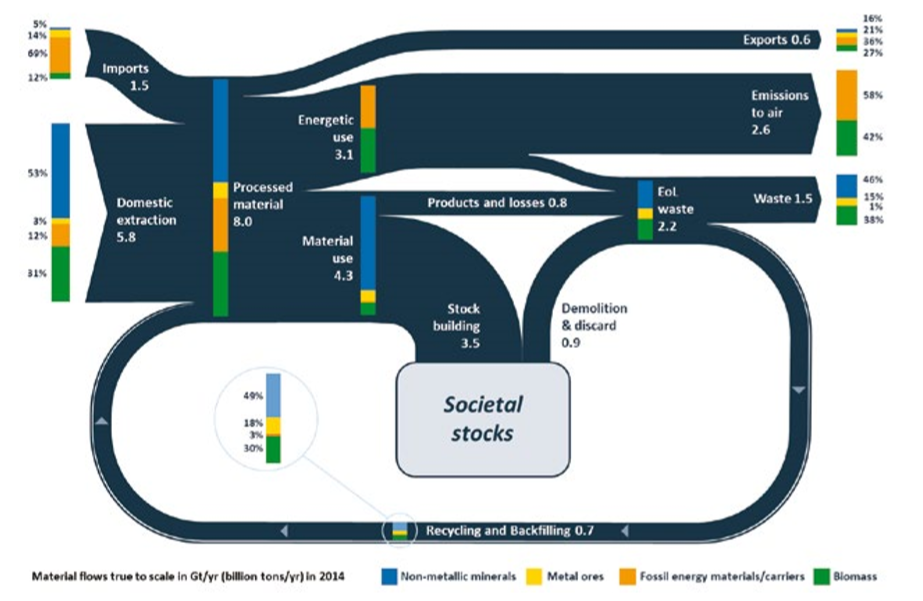 5%
14%
69%
12%
Imports
1.5
53%
3%
12%
31%
Domestic
extraction
5.8
Processed
material
8.0
Energetic
use
3.1
Material
use
4.3
Products and losses 0.8
Stock
building
3.5
Demolition
& discard
0.9
Societal
stocks
EoL
waste
2.2
Exports 0.6
16%
21%
36%
27%
Emissions
to air
2.6
58%
42%
Waste 1.5
46%
15%
1%
38%
49%
18%
3%
30%
Recycling and Backfilling 0.7
Material flows true to scale in Gt/yr (billion tons/yr) in 2014
Non-metallic minerals
Metal ores
Fossil energy materials/carriers
Biomass